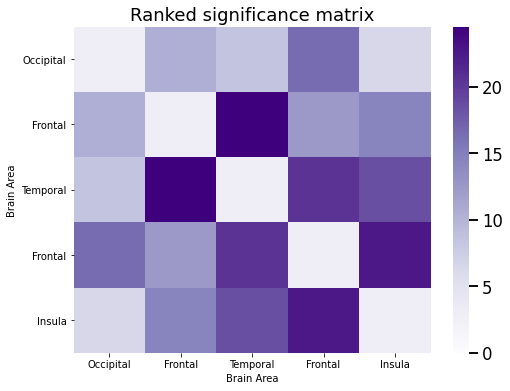 Ranked significance matrix
Occipital
Frontal
Temporal
Frontal
Insula
Brain Area
Occipital Frontal Temporal Frontal Insula
Brain Area
20
15
10
5
0